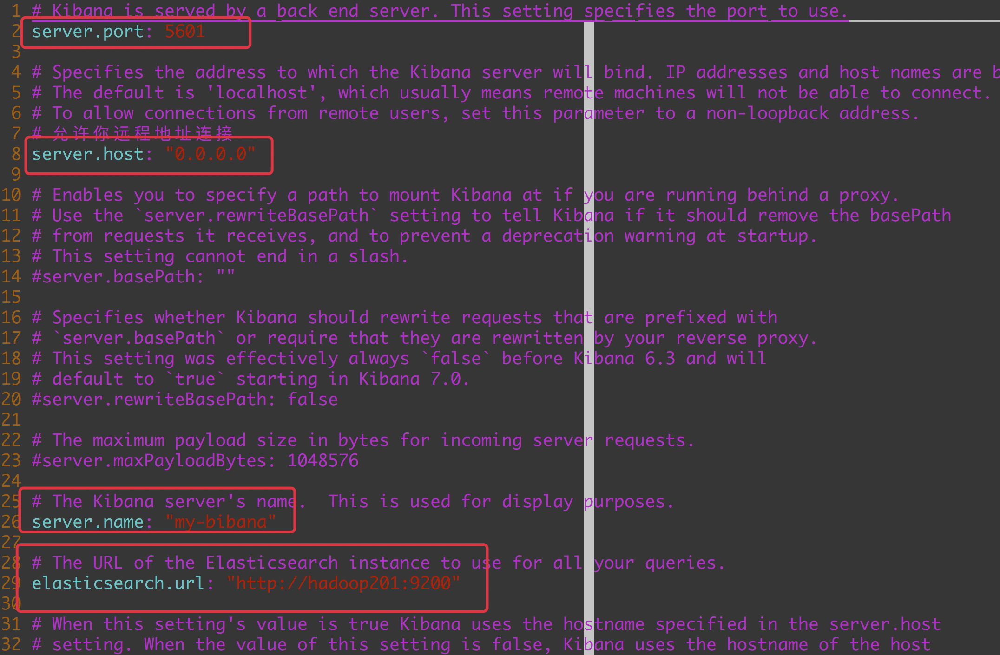 1 # Kibana is served by a back end server. This setting specifies the port to use.
2 server.port: 5601
3
4 # Specifies the address to which the Kibana server will bind. IP addresses and host names are
5 # The default is 'localhost', which usually means remote machines will not be able to connect.
6 # To allow connections from remote users, set this parameter to a non-loopback address.
7 # 允许你远程地址连接
8 server.host: "0.0.0.0"
9
10 # Enables you to specify a path to mount Kibana at if you are running behind a proxy.
11 # Use the `server.rewriteBasePath` setting to tell Kibana if it should remove the basePath
12 # from requests it receives, and to prevent a deprecation warning at startup.
13 # This setting cannot end in a slash.
14 #server.basePath: ""
15
16 # Specifies whether Kibana should rewrite requests that are prefixed with
17 # `server.basePath` or require that they are rewritten by your reverse proxy.
18 # This setting was effectively always `false` before Kibana 6.3 and will
19 # default to `true` starting in Kibana 7.0.
20 #server.rewriteBasePath: false
21
22 # The maximum payload size in bytes for incoming server requests.
23 #server.maxPayloadBytes: 1048576
24
25 # The Kibana server's name.  This is used for display purposes.
26 server.name: "my-bibana"
27
28 # The URL of the Elasticsearch instance to use for all your queries.
29 elasticsearch.url: "http://hadoop201:9200"
30
31 # When this setting's value is true Kibana uses the hostname specified in the server.host
32 # setting. When the value of this setting is false, Kibana uses the hostname of the host